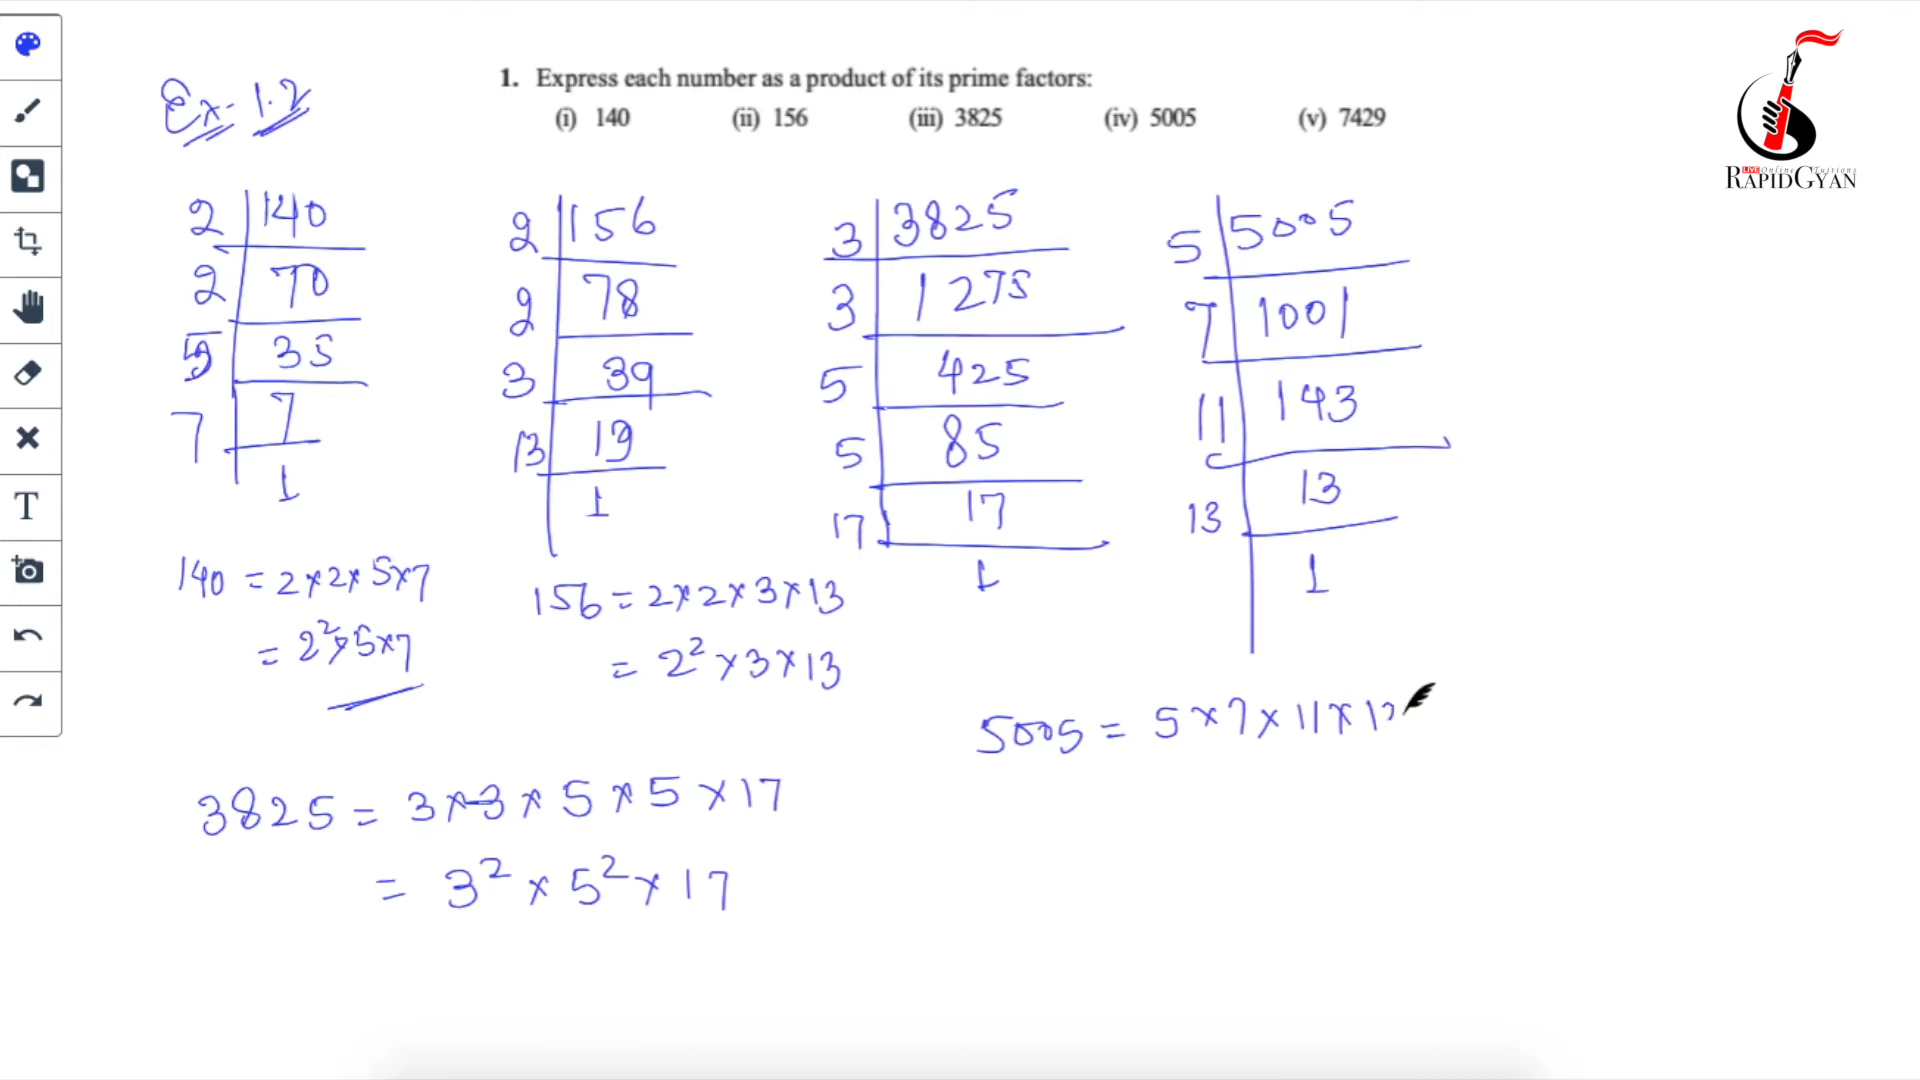 Ex- 1.2
1. Express each number as a product of its prime factors:
(i) 140 (ii) 156 (iii) 3825 (iv) 5005 (v) 7429
LIVE Online Tuitions
RAPIDGYAN
2 140
2 70
5 35
7 7
1
2 156
2 78
3 39
13 13
1
3 3825
3 1275
5 425
5 85
17 17
1
5 5005
7 1001
11 143
13 13
1
140 = 2 x 2 x 5 x 7
= 2² x 5 x 7
156 = 2 x 2 x 3 x 13
= 2² x 3 x 13
5005 = 5 x 7 x 11 x
3825 = 3 x 3 x 5 x 5 x 17
= 3² x 5² x 17
T